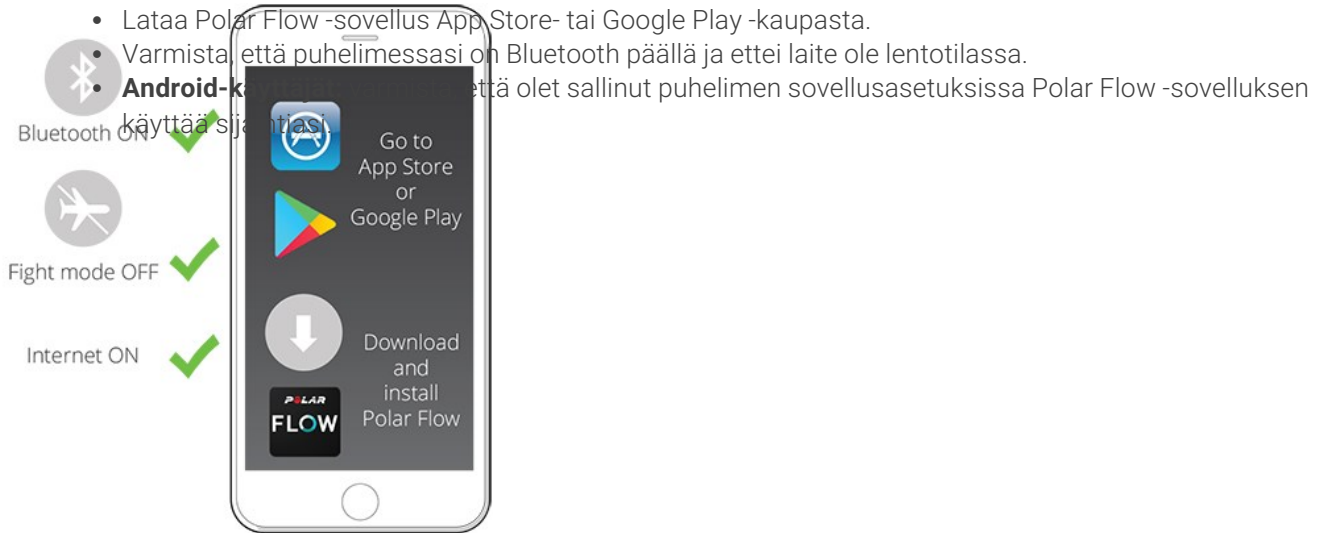 Lataa Polar Flow -sovellus App Store- tai Google Play -kaupasta.
Varmista, että puhelimessasi on Bluetooth päällä ja ettei laite ole lentotilassa.
Android-käyttäjät: varmista, että olet sallinut puhelimen sovellusasetuksissa Polar Flow -sovelluksen
käyttää sijaintiasi.
Bluetooth ON
Fight mode OFF
Internet ON
Go to
App Store
or
Google Play
Download
and
install
Polar Flow
POLAR
FLOW